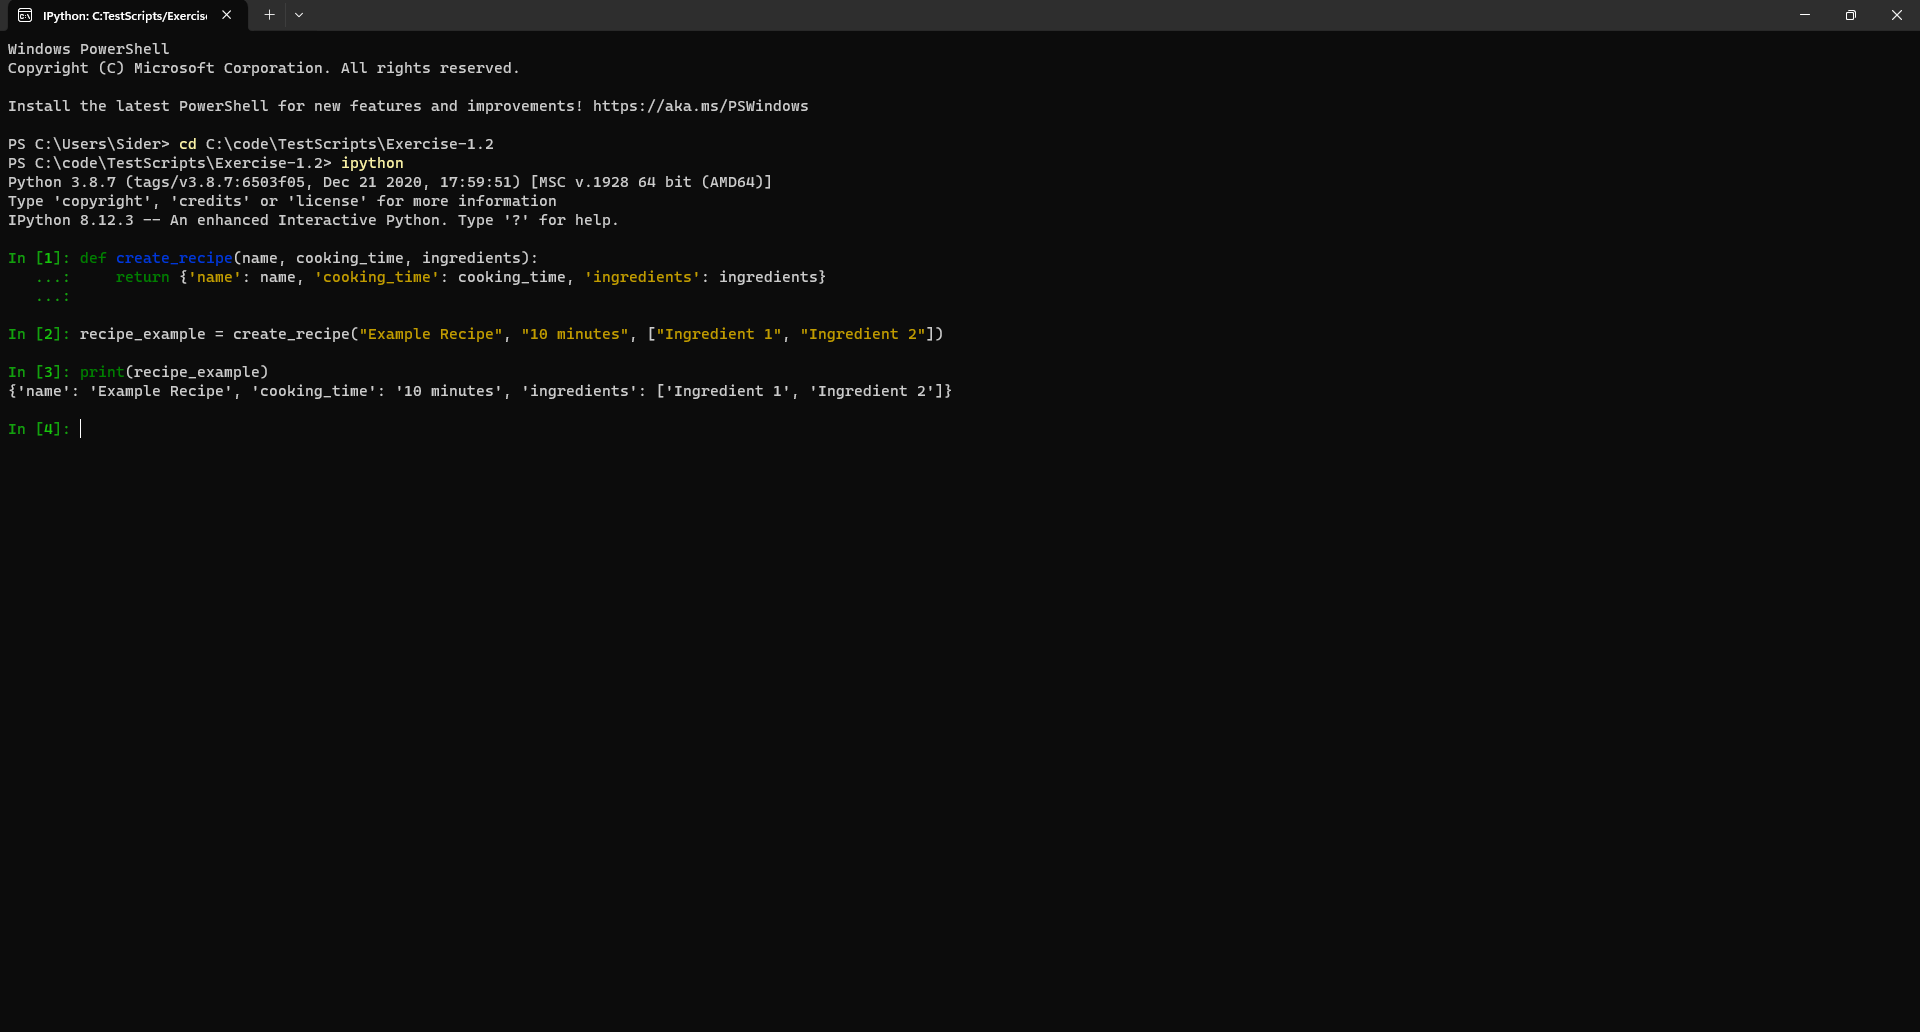 IPython: C:TestScripts/Exercis
Windows PowerShell
Copyright (C) Microsoft Corporation. All rights reserved.
Install the latest PowerShell for new features and improvements! https://aka.ms/PSWindows
PS C:\Users\Sider> cd C:\code\TestScripts\Exercise-1.2
PS C:\code\TestScripts\Exercise-1.2> ipython
Python 3.8.7 (tags/v3.8.7:6503f05, Dec 21 2020, 17:59:51) [MSC v.1928 64 bit (AMD64)]
Type 'copyright', 'credits' or 'license' for more information
IPython 8.12.3 -- An enhanced Interactive Python. Type '?' for help.
In [1]: def create_recipe(name, cooking_time, ingredients):
   ...:     return {'name': name, 'cooking_time': cooking_time, 'ingredients': ingredients}
   ...:
In [2]: recipe_example = create_recipe("Example Recipe", "10 minutes", ["Ingredient 1", "Ingredient 2"])
In [3]: print(recipe_example)
{'name': 'Example Recipe', 'cooking_time': '10 minutes', 'ingredients': ['Ingredient 1', 'Ingredient 2']}
In [4]: